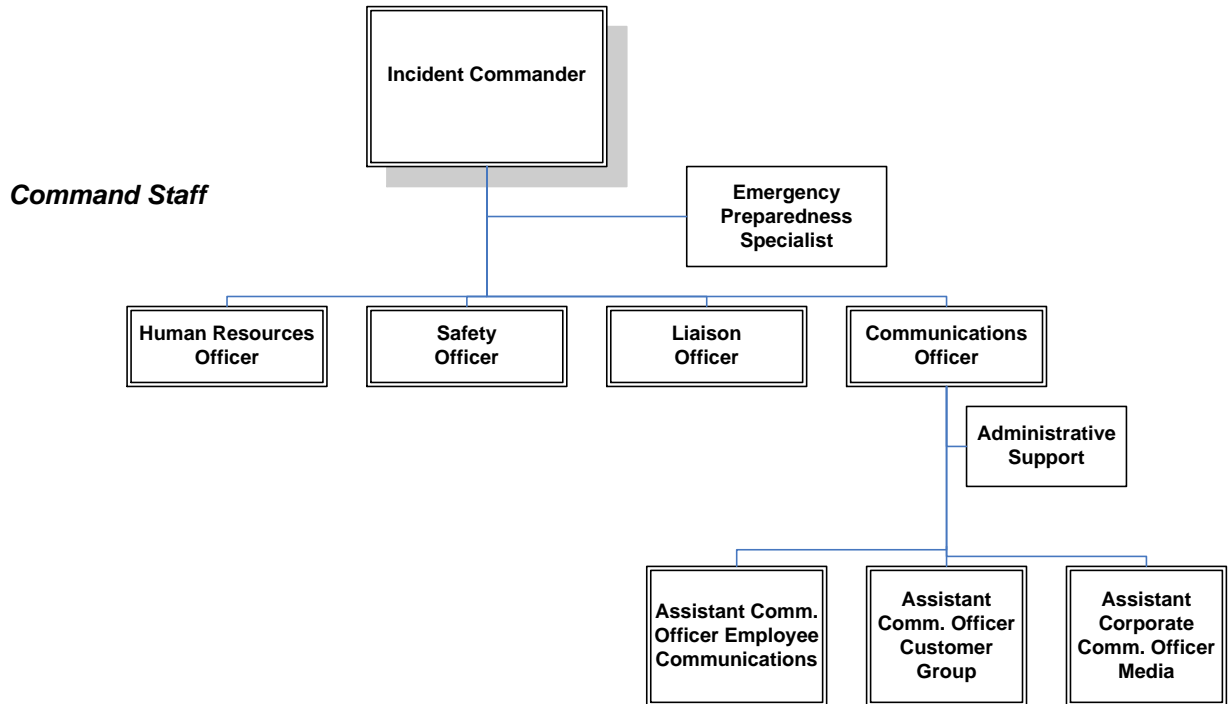 Incident Commander
Command Staff
Emergency
Preparedness
Specialist
Human Resources
Officer
Safety
Officer
Liaison
Officer
Communications
Officer
Administrative
Support
Assistant Comm.
Officer Employee
Communications
Assistant
Comm. Officer
Customer
Group
Assistant
Corporate
Comm. Officer
Media